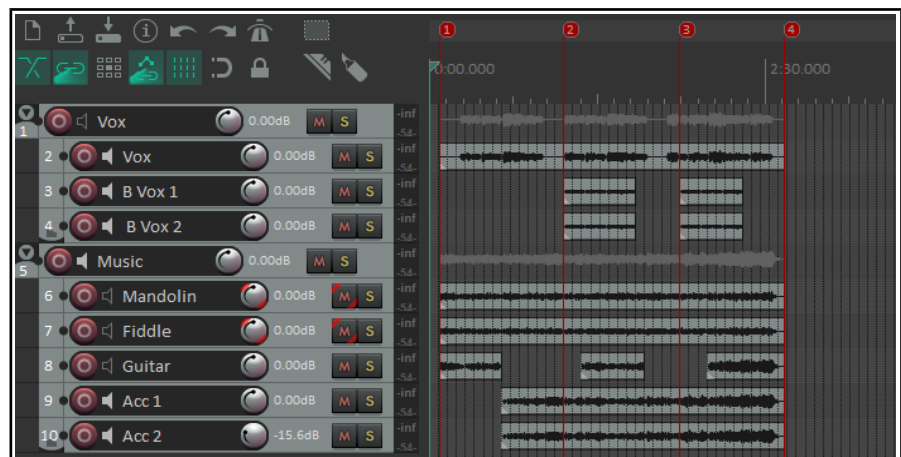 1 2 3 4
0:00.000 2:30.000
1 Vox 0.00dB M S -inf -54-
2 Vox 0.00dB M S -inf -54-
3 B Vox 1 0.00dB M S -inf -54-
4 B Vox 2 0.00dB M S -inf -54-
5 Music 0.00dB M S -inf -54-
6 Mandolin 0.00dB M S -inf -54-
7 Fiddle 0.00dB M S -inf -54-
8 Guitar 0.00dB M S -inf -54-
9 Acc 1 0.00dB M S -inf -54-
10 Acc 2 -15.6dB M S -inf -54-